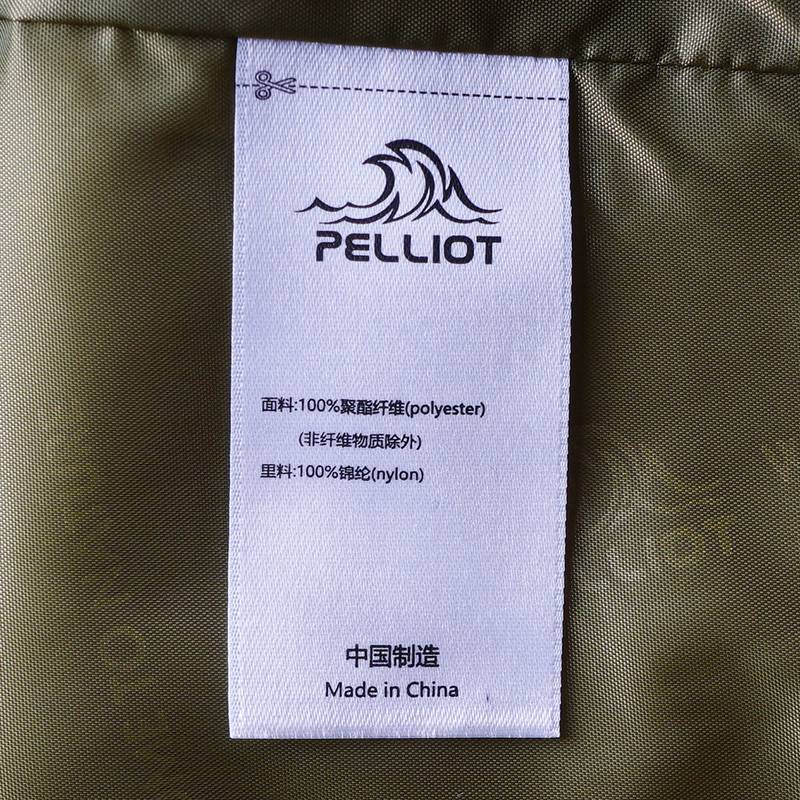 PELLIOT
面料:100%聚酯纤维(polyester)
(非纤维物质除外)
里料:100%锦纶(nylon)
中国制造
Made in China